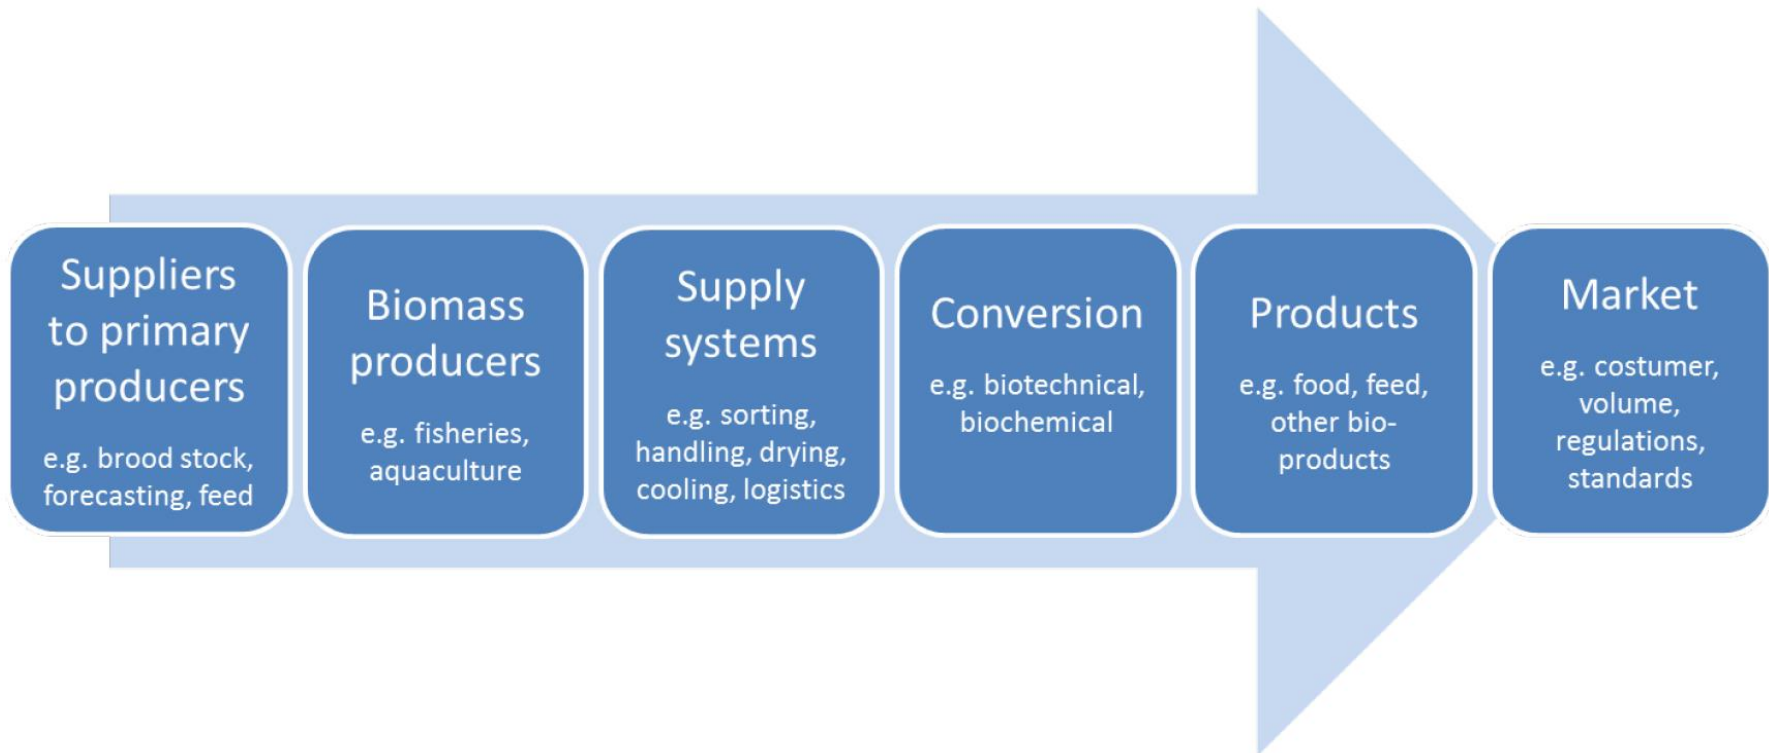 Suppliers
to primary
producers
e.g. brood stock,
forecasting, feed
Biomass
producers
e.g. fisheries,
aquaculture
Supply
systems
e.g. sorting,
handling, drying,
cooling, logistics
Conversion
e.g. biotechnical,
biochemical
Products
e.g. food, feed,
other bio-
products
Market
e.g. costumer,
volume,
regulations,
standards